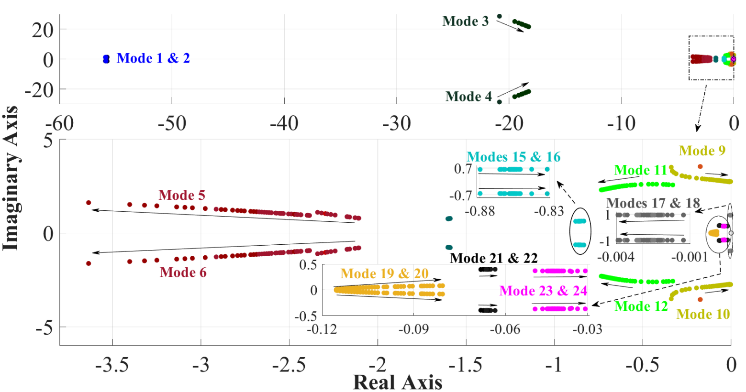 20
0
-20
Mode 3
Mode 1 & 2
Mode 4
-60
-50
-40
-30
-20
-10
0
Imaginary Axis
5
0
-5
Modes 15 & 16
0.7
-0.7
-0.88
-0.83
Mode 9
Mode 11
Mode 5
Modes 17 & 18
1
-1
-0.004
-0.001
Mode 6
Mode 21 & 22
0.5
-0.5
Mode 19 & 20
Mode 23 & 24
-0.12
-0.09
-0.06
-0.03
Mode 12
Mode 10
-3.5
-3
-2.5
-2
-1.5
-1
-0.5
0
Real Axis